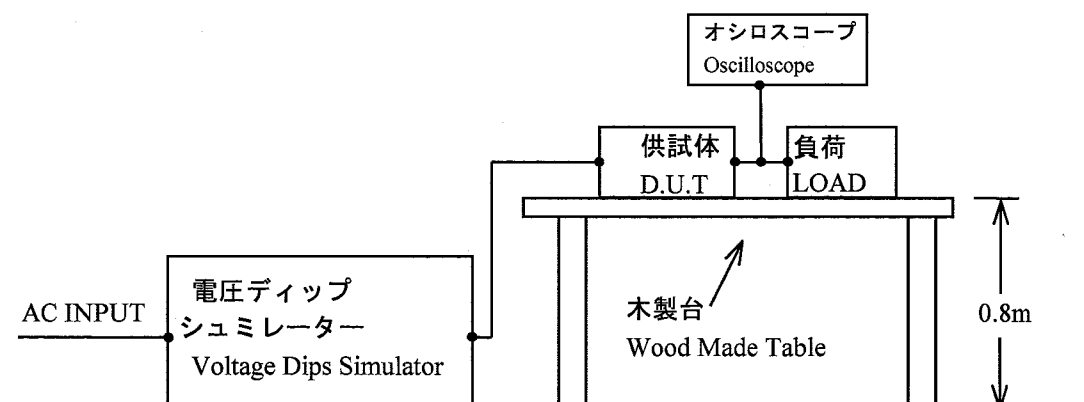 オシロスコープ
Oscilloscope
供試体
D.U.T
負荷
LOAD
電圧ディップ
シュミレーター
Voltage Dips Simulator
AC INPUT
木製台
Wood Made Table
0.8m